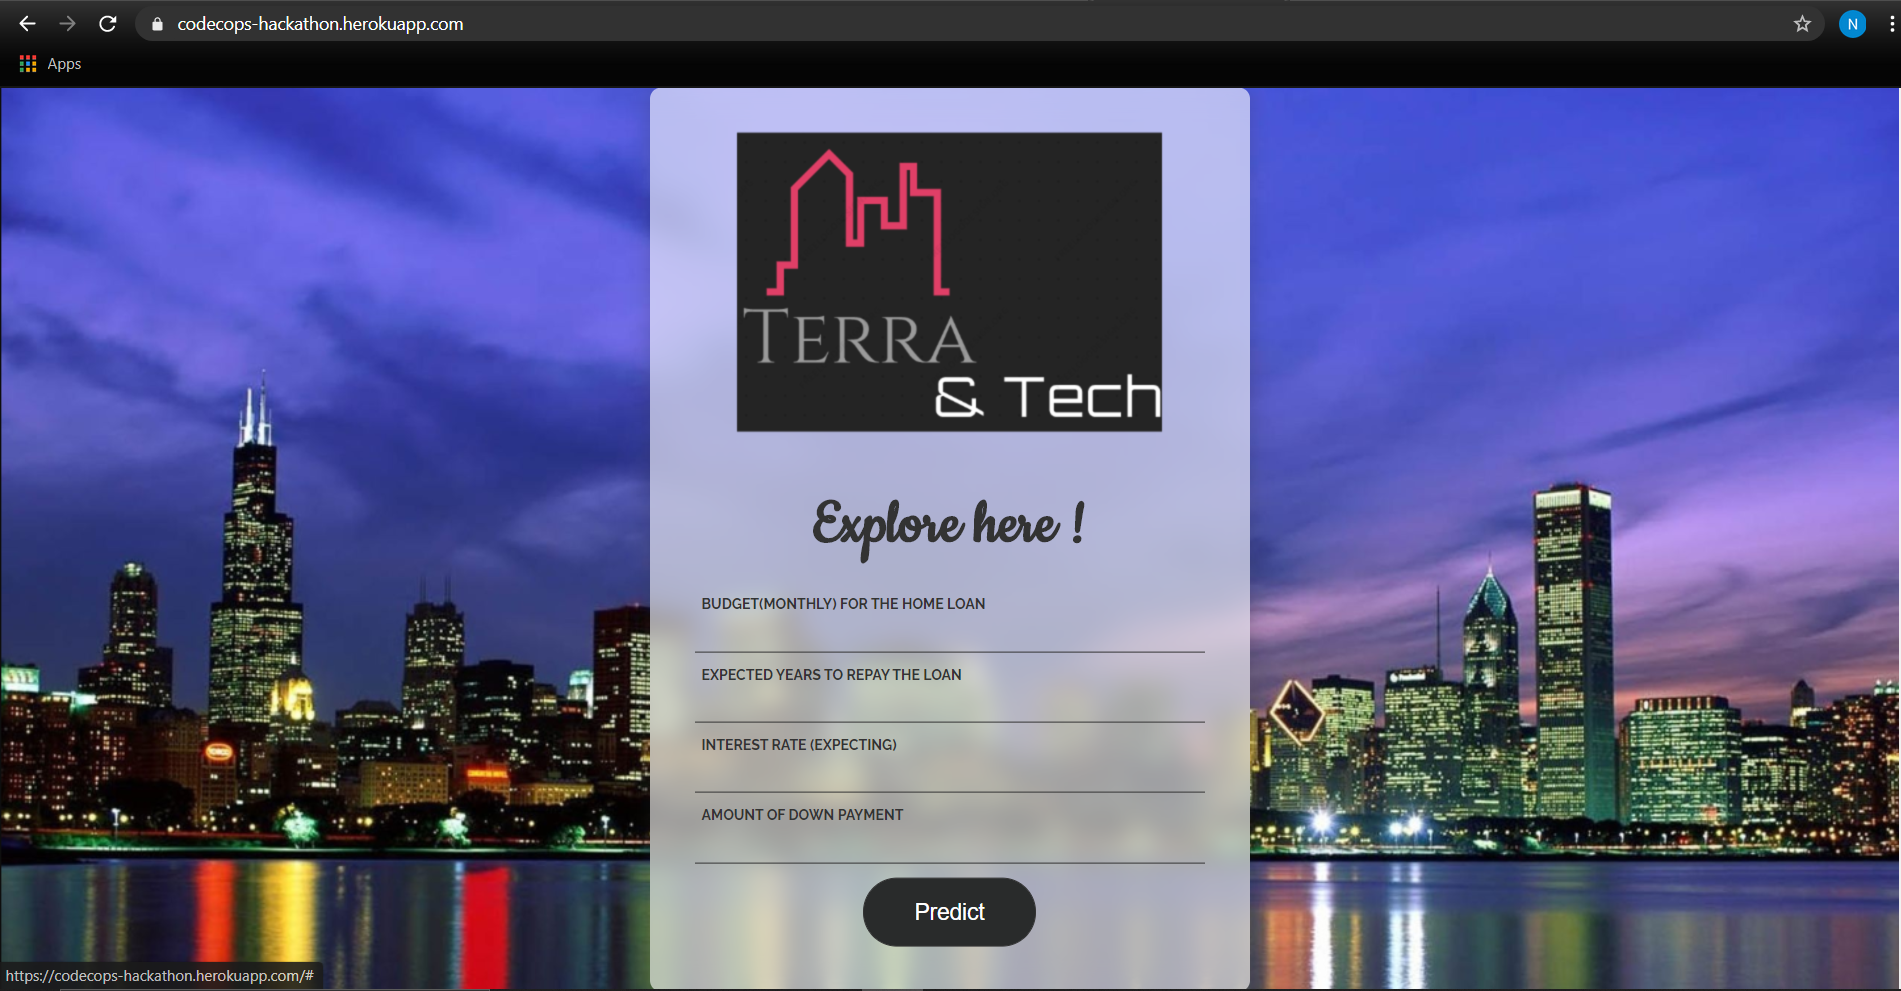 codecops-hackathon.herokuapp.com
N
Apps
TERRA
& Tech
Explore here !
BUDGET(MONTHLY) FOR THE HOME LOAN
EXPECTED YEARS TO REPAY THE LOAN
INTEREST RATE (EXPECTING)
AMOUNT OF DOWN PAYMENT
Predict
https://codecops-hackathon.herokuapp.com/#